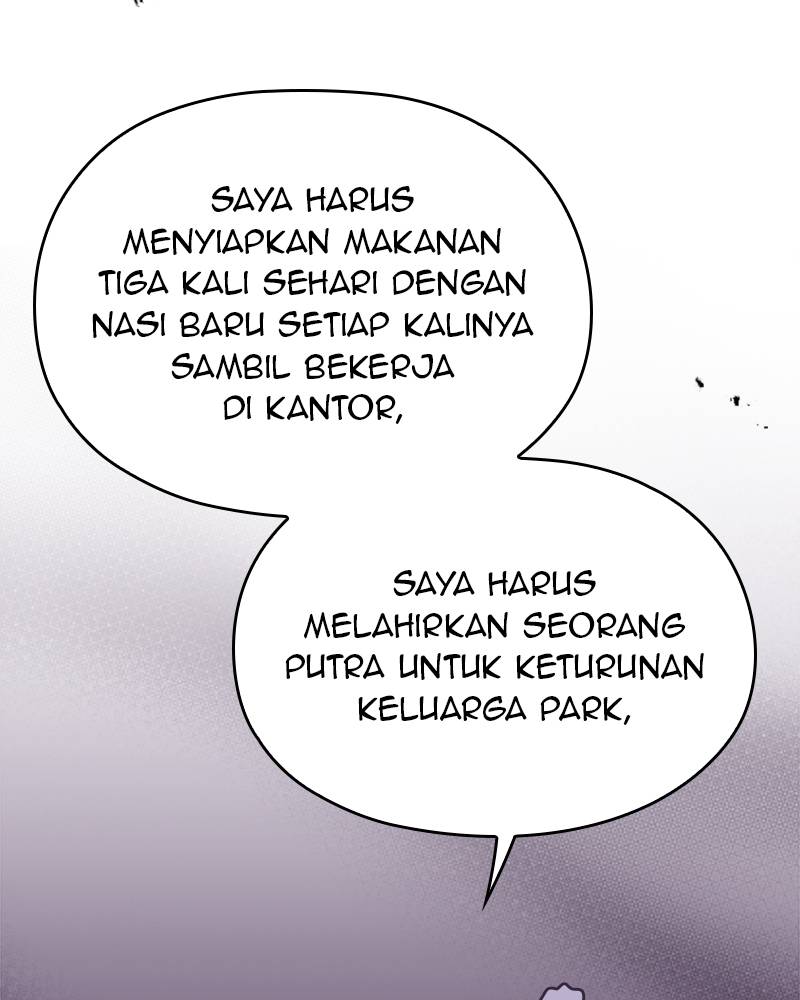 SAYA HARUS
MENYIAPKAN MAKANAN
TIGA KALI SEHARI DENGAN
NASI BARU SETIAP KALINYA
SAMBIL BEKERJA
DI KANTOR,
SAYA HARUS
MELAHIRKAN SEORANG
PUTRA UNTUK KETURUNAN
KELUARGA PARK,